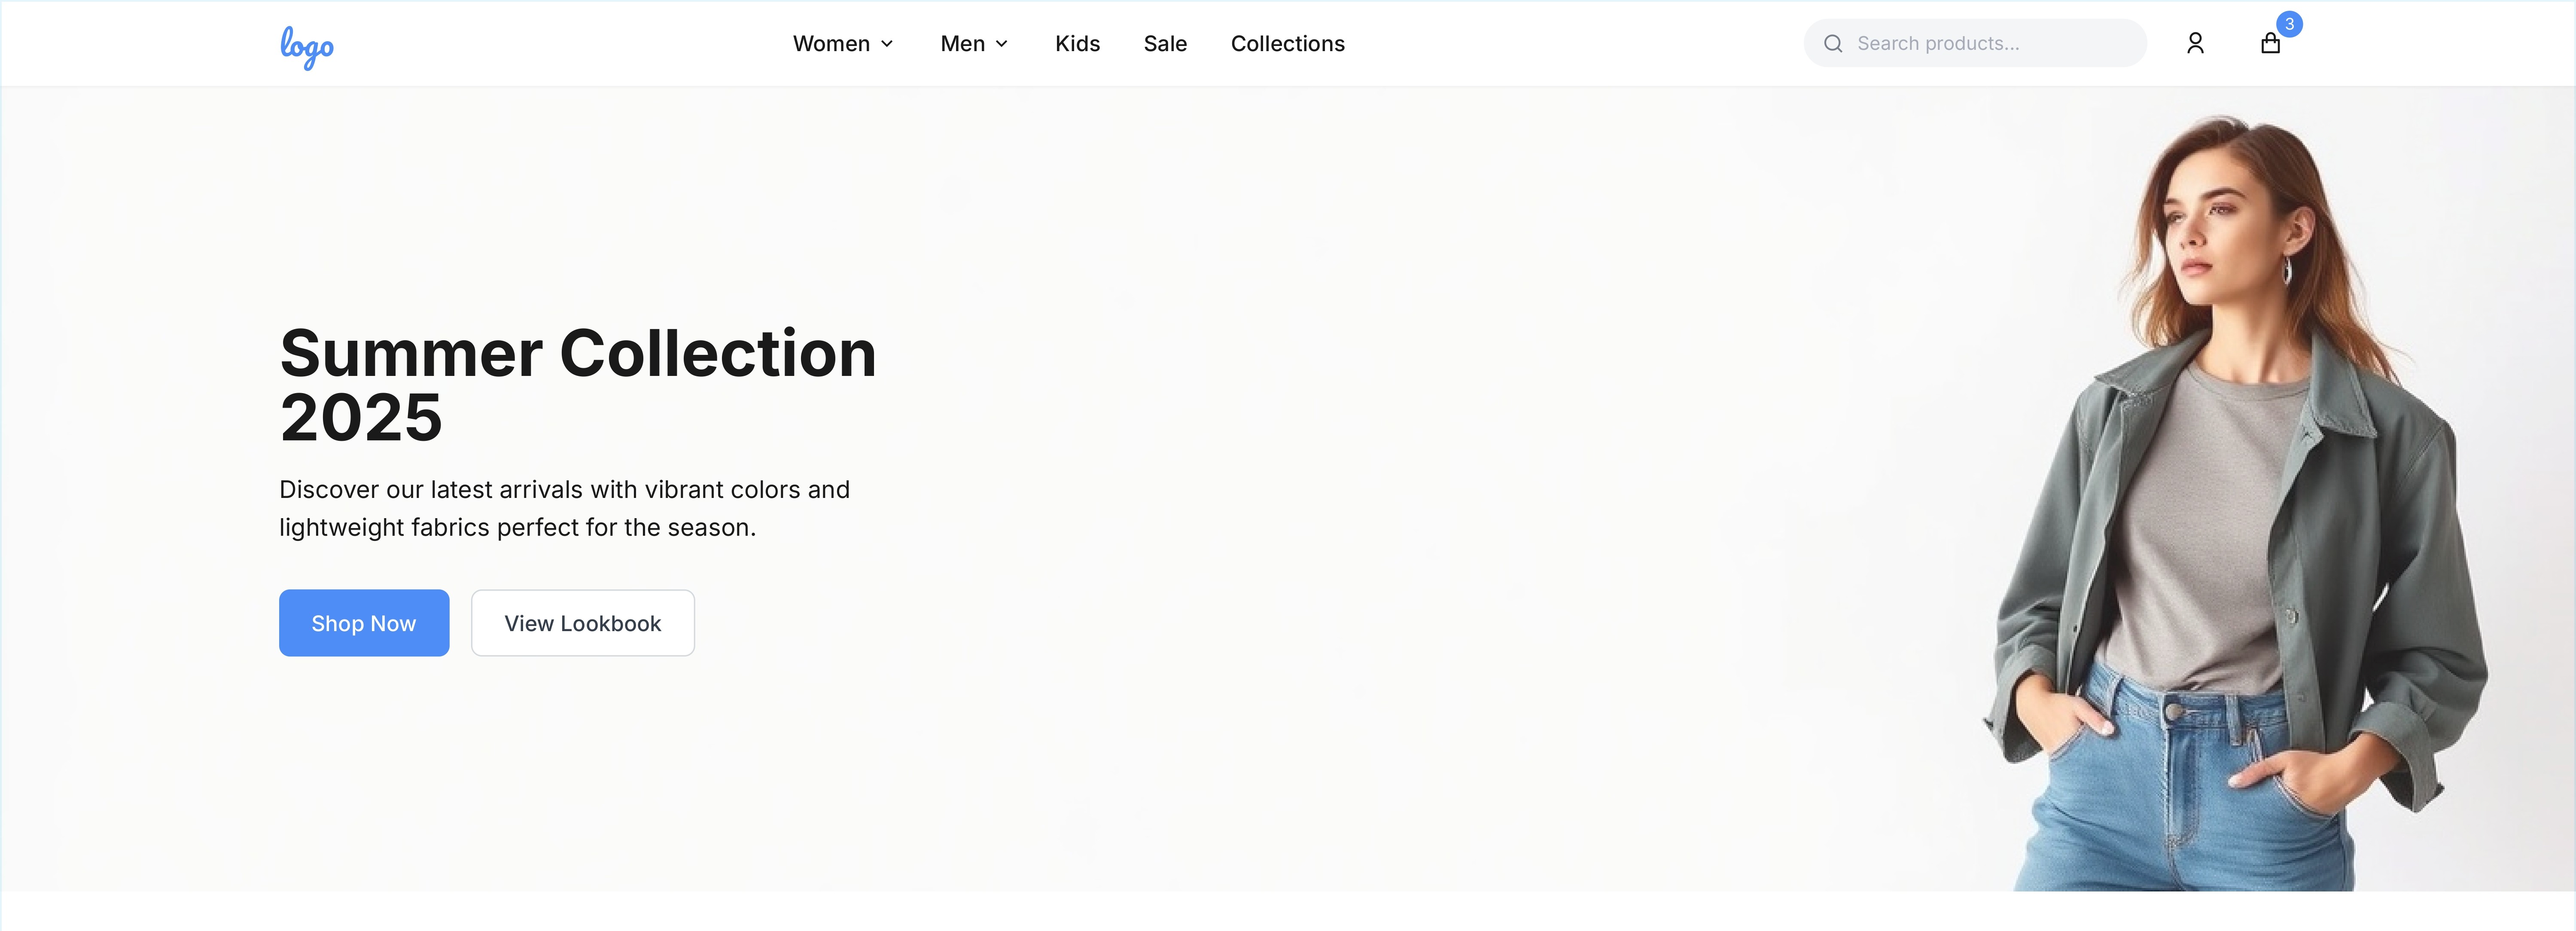 logo
Women
Men
Kids
Sale
Collections
Search products...
3
Summer Collection
2025
Discover our latest arrivals with vibrant colors and
lightweight fabrics perfect for the season.
Shop Now
View Lookbook